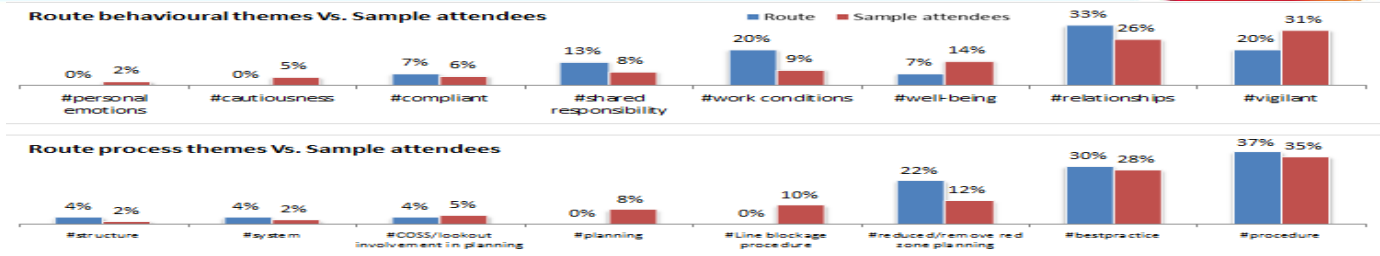 Route behavioural themes Vs. Sample attendees
Route Sample attendees
0% 2% 0% 5% 7% 6% 13% 8% 20% 9% 7% 14% 33% 26% 20% 31%
#personal emotions #cautiousness #compliant #shared responsibility #work conditions #well-being #relationships #vigilant
Route process themes Vs. Sample attendees
4% 2% 4% 2% 4% 5% 0% 8% 0% 10% 22% 12% 30% 28% 37% 35%
#structure #system #COSS/lookout involvement in planning #planning #Line blockage procedure #reduced/remove red zone planning #bestpractice #procedure